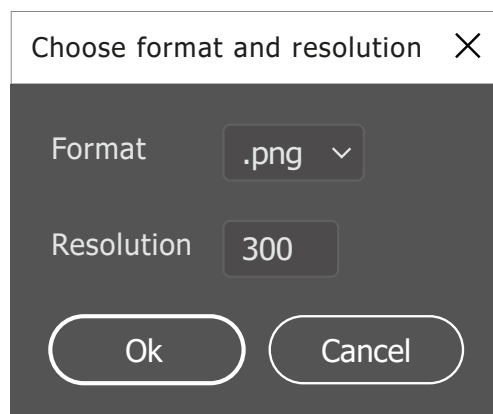 Choose format and resolution
Format .png
Resolution 300
Ok Cancel